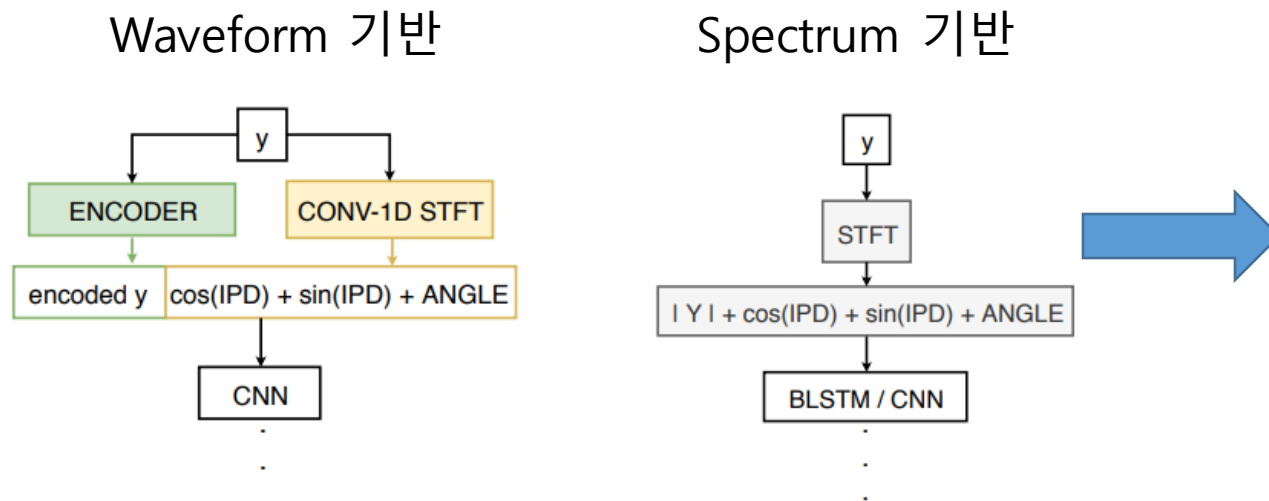 Waveform 기반
y
ENCODER
CONV-1D STFT
encoded y
cos(IPD) + sin(IPD) + ANGLE
CNN
Spectrum 기반
y
STFT
| Y | + cos(IPD) + sin(IPD) + ANGLE
BLSTM / CNN